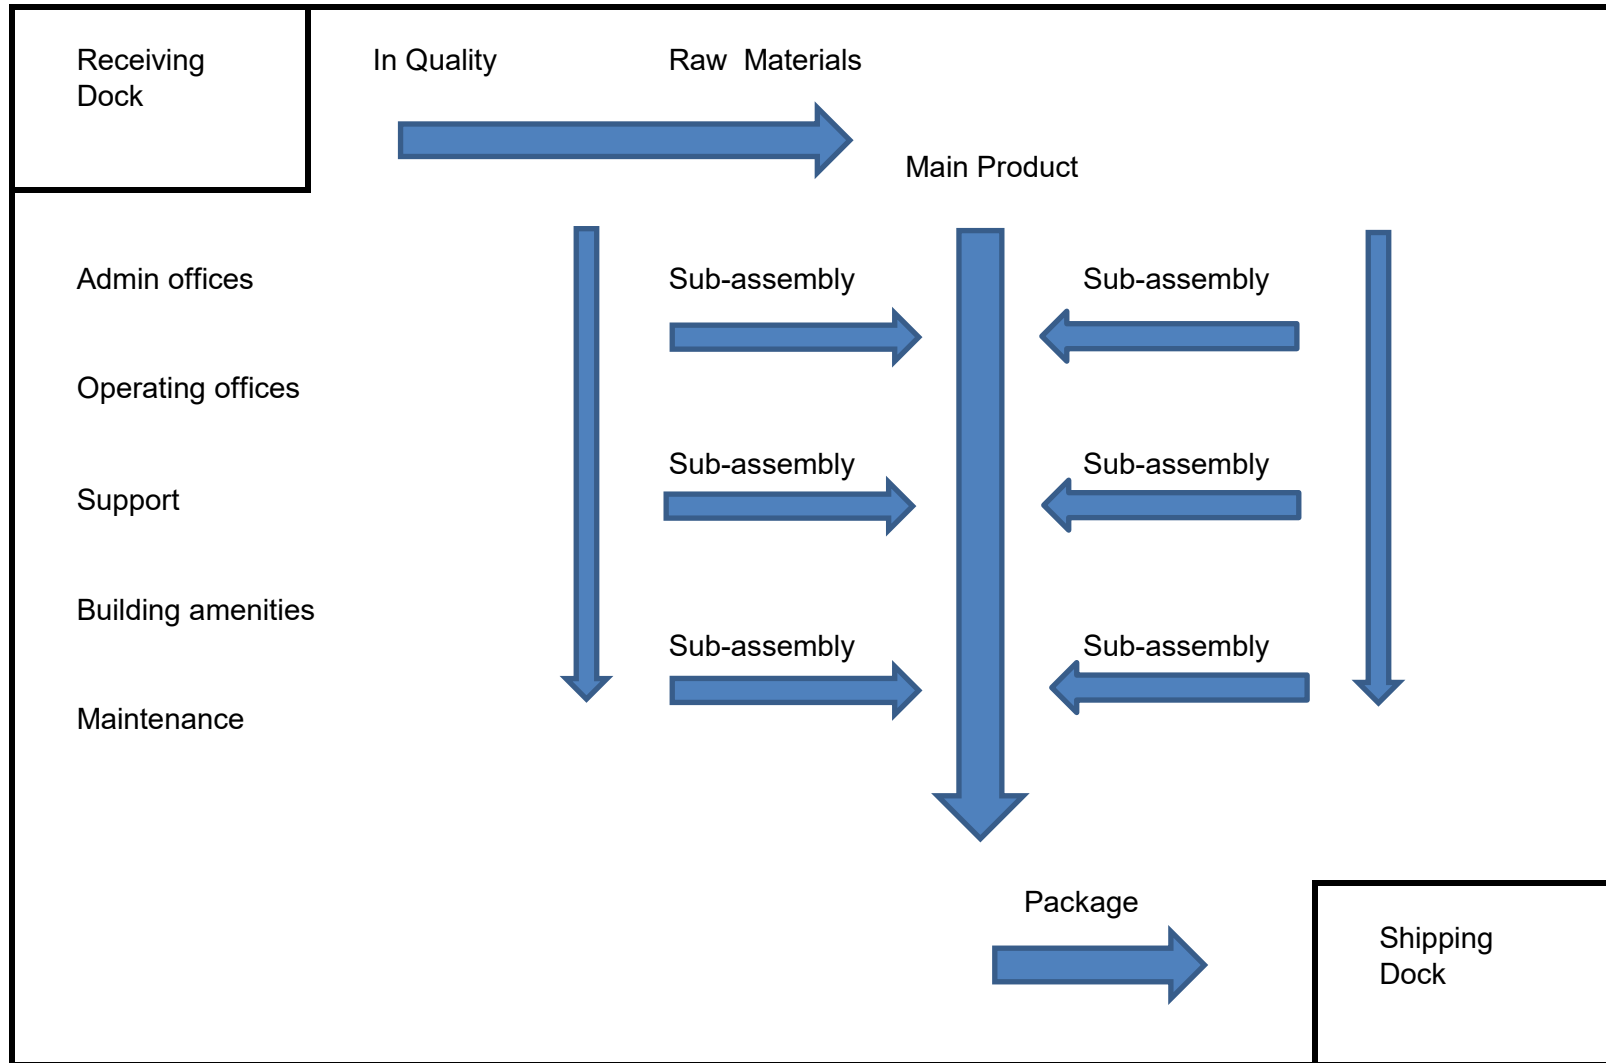 Receiving
Dock
In Quality
Raw  Materials
Main Product
Admin offices
Sub-assembly
Sub-assembly
Operating offices
Sub-assembly
Sub-assembly
Support
Building amenities
Sub-assembly
Sub-assembly
Maintenance
Package
Shipping
Dock